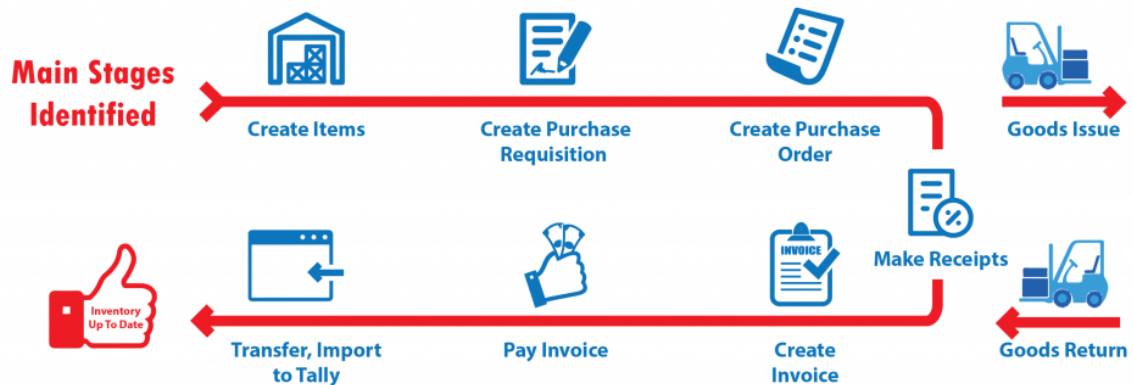 Main Stages
Identified
Create Items
Create Purchase
Requisition
Create Purchase
Order
Goods Issue
Make Receipts
INVOICE
Inventory
Up To Date
Transfer, Import
to Tally
Pay Invoice
Create
Invoice
Goods Return